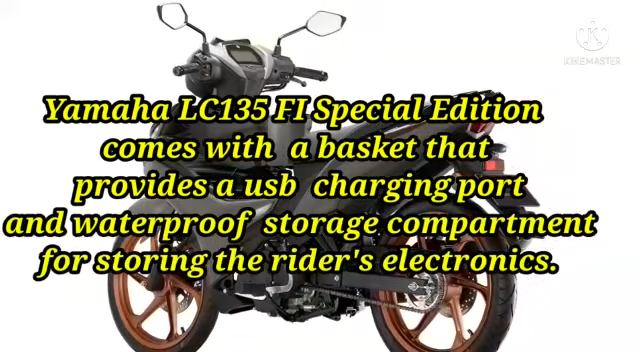 KINEMASTER
Yamaha LC135 FI Special Edition
comes with a basket that
provides a usb charging port
and waterproof storage compartment
for storing the rider's electronics.